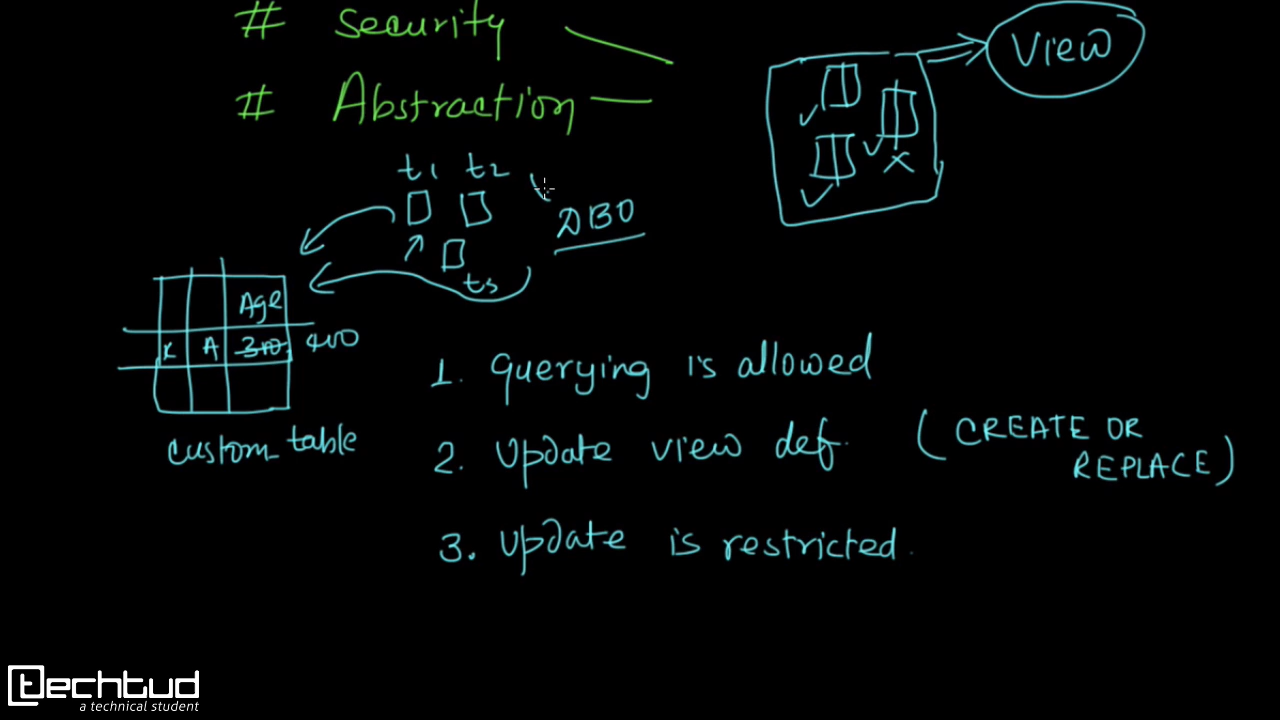 # Security
View
# Abstraction
t1 t2
DBO
t3
Age
K A 310 400
custom table
1. Querying is allowed
2. Update view def. (CREATE OR
REPLACE)
3. Update is restricted.
techtud
a technical student